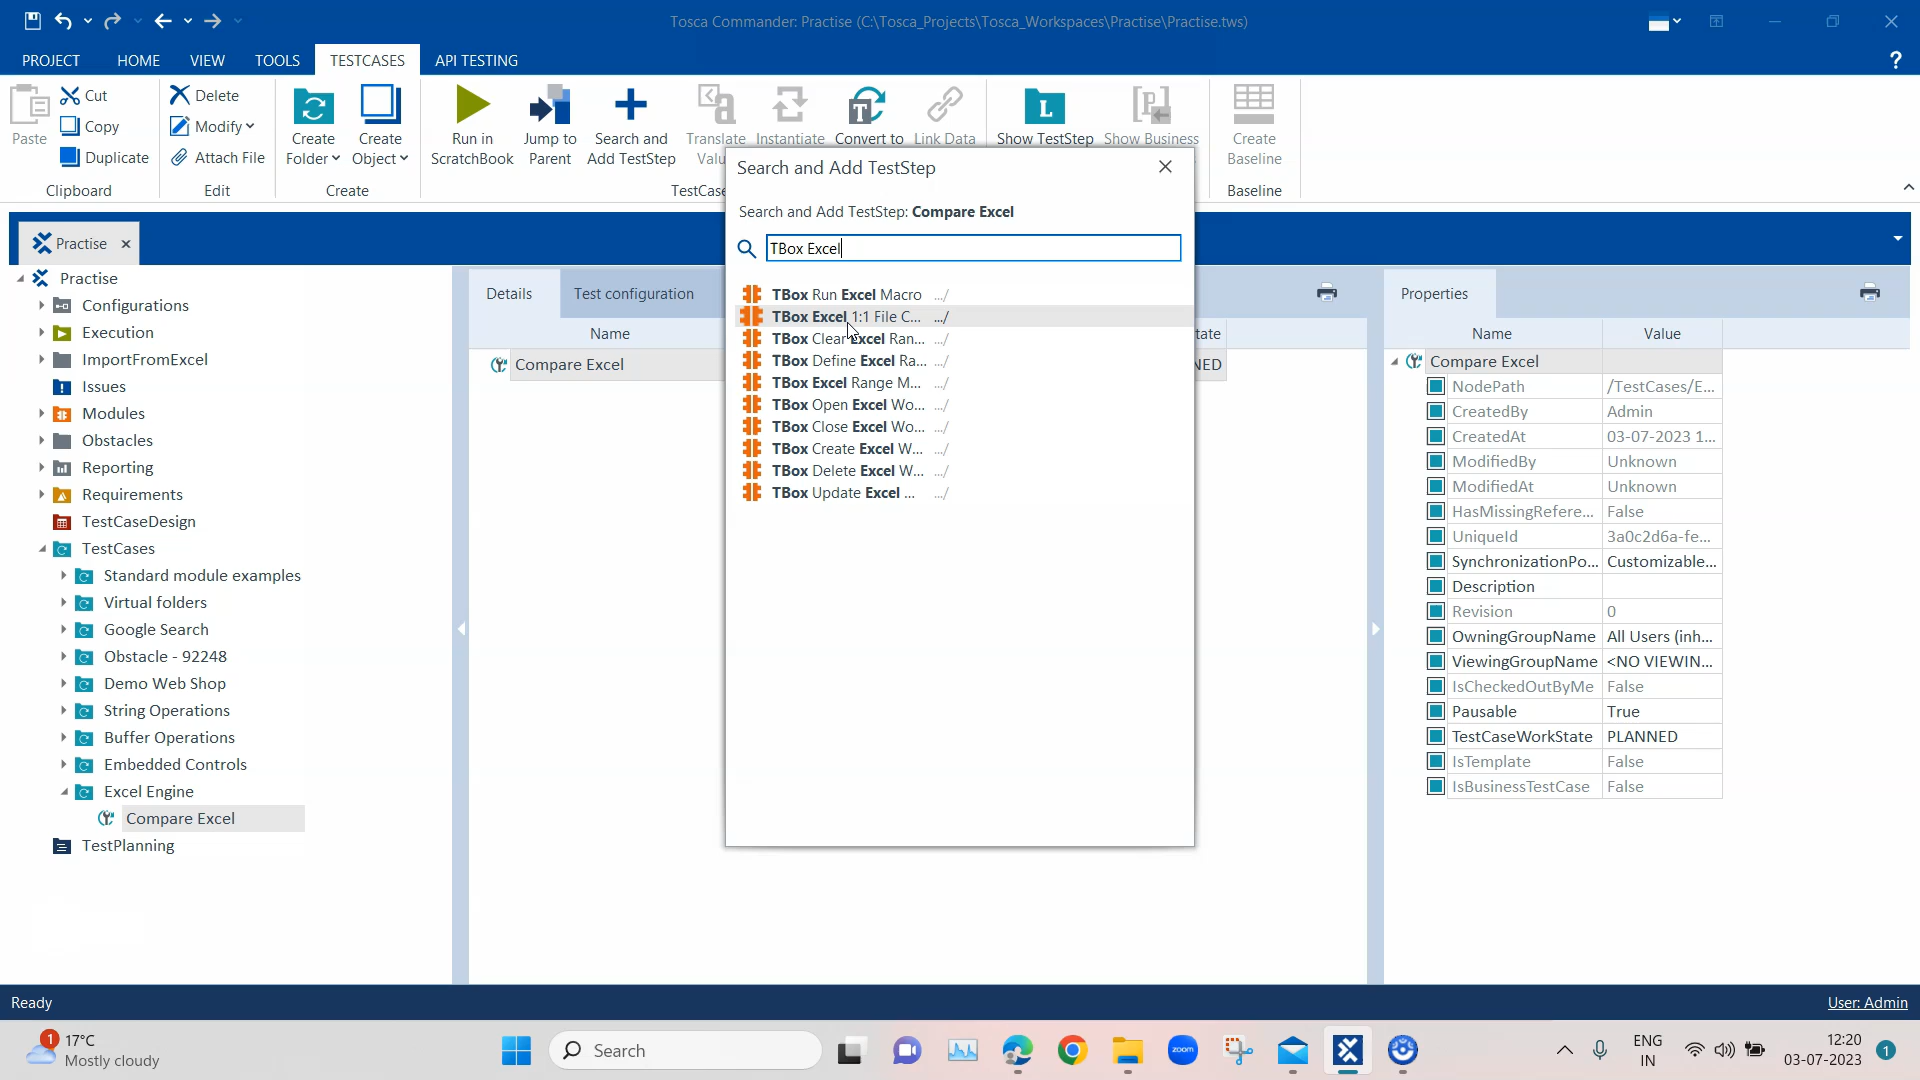 Tosca Commander: Practise (C:\Tosca_Projects\Tosca_Workspaces\Practise\Practise.tws)
PROJECT HOME VIEW TOOLS TESTCASES API TESTING ?
Paste Cut Copy Duplicate Clipboard
Delete Modify Attach File Edit
Create Folder Create Object Create
Run in ScratchBook Jump to Parent Search and Add TestStep Translate Valu Instantiate Convert to Link Data TestCase
Show TestStep Show Business
Create Baseline Baseline
Practise
Practise
Configurations
Execution
ImportFromExcel
Issues
Modules
Obstacles
Reporting
Requirements
TestCaseDesign
TestCases
Standard module examples
Virtual folders
Google Search
Obstacle - 92248
Demo Web Shop
String Operations
Buffer Operations
Embedded Controls
Excel Engine
Compare Excel
TestPlanning
Details Test configuration
Name tate
Compare Excel NED
Search and Add TestStep
Search and Add TestStep: Compare Excel
TBox Excel
TBox Run Excel Macro .../
TBox Excel 1:1 File C... .../
TBox Clear Excel Ran... .../
TBox Define Excel Ra... .../
TBox Excel Range M... .../
TBox Open Excel Wo... .../
TBox Close Excel Wo... .../
TBox Create Excel W... .../
TBox Delete Excel W... .../
TBox Update Excel ... .../
Properties
Name Value
Compare Excel
NodePath /TestCases/E...
CreatedBy Admin
CreatedAt 03-07-2023 1...
ModifiedBy Unknown
ModifiedAt Unknown
HasMissingRefere... False
UniqueId 3a0c2d6a-fe...
SynchronizationPo... Customizable...
Description
Revision 0
OwningGroupName All Users (inh...
ViewingGroupName <NO VIEWIN...
IsCheckedOutByMe False
Pausable True
TestCaseWorkState PLANNED
IsTemplate False
IsBusinessTestCase False
Ready User: Admin
1 17°C
Mostly cloudy
Search
zoom
ENG
IN
12:20
03-07-2023
1